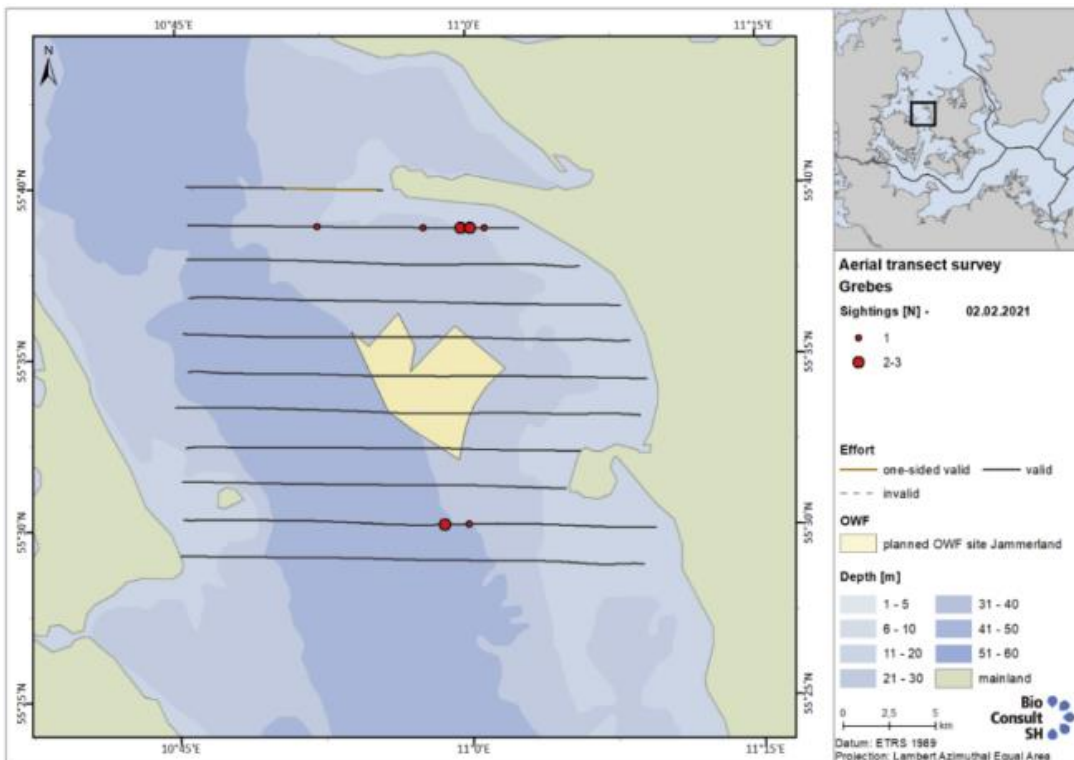 10°45'E
11°0'E
11°15'E
N
55°40'N
55°40'N
55°35'N
55°35'N
55°30'N
55°30'N
55°25'N
55°25'N
10°45'E
11°0'E
11°15'E
Aerial transect survey
Grebes
Sightings [N] - 02.02.2021
1
2-3
Effort
one-sided valid valid
invalid
OWF
planned OWF site Jammerland
Depth [m]
1 - 5 31 - 40
6 - 10 41 - 50
11 - 20 51 - 60
21 - 30 mainland
0 2,5 5
km
Bio
Consult
SH
Datum: ETRS 1989
Projection: Lambert Azimuthal Equal Area